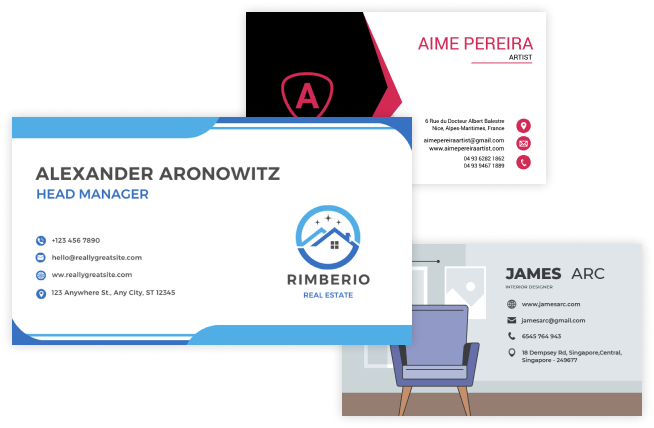 AIME PEREIRA
ARTIST
A
6 Rue du Docteur Albert Balestre
Nice, Alpes-Maritimes, France
aimepereiraartist@gmail.com
www.aimepereiraartist.com
04 93 6282 1862
04 93 9467 1889
ALEXANDER ARONOWITZ
HEAD MANAGER
+123 456 7890
hello@reallygreatsite.com
ww.reallygreatsite.com
123 Anywhere St., Any City, ST 12345
RIMBERIO
REAL ESTATE
JAMES ARC
INTERIOR DESIGNER
www.jamesarc.com
jamesarc@gmail.com
6545 764 943
18 Dempsey Rd, Singapore,Central,
Singapore - 249677